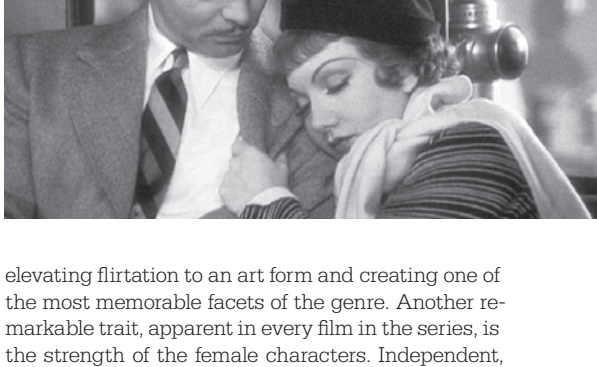 elevating flirtation to an art form and creating one of
the most memorable facets of the genre. Another re-
markable trait, apparent in every film in the series, is
the strength of the female characters. Independent,